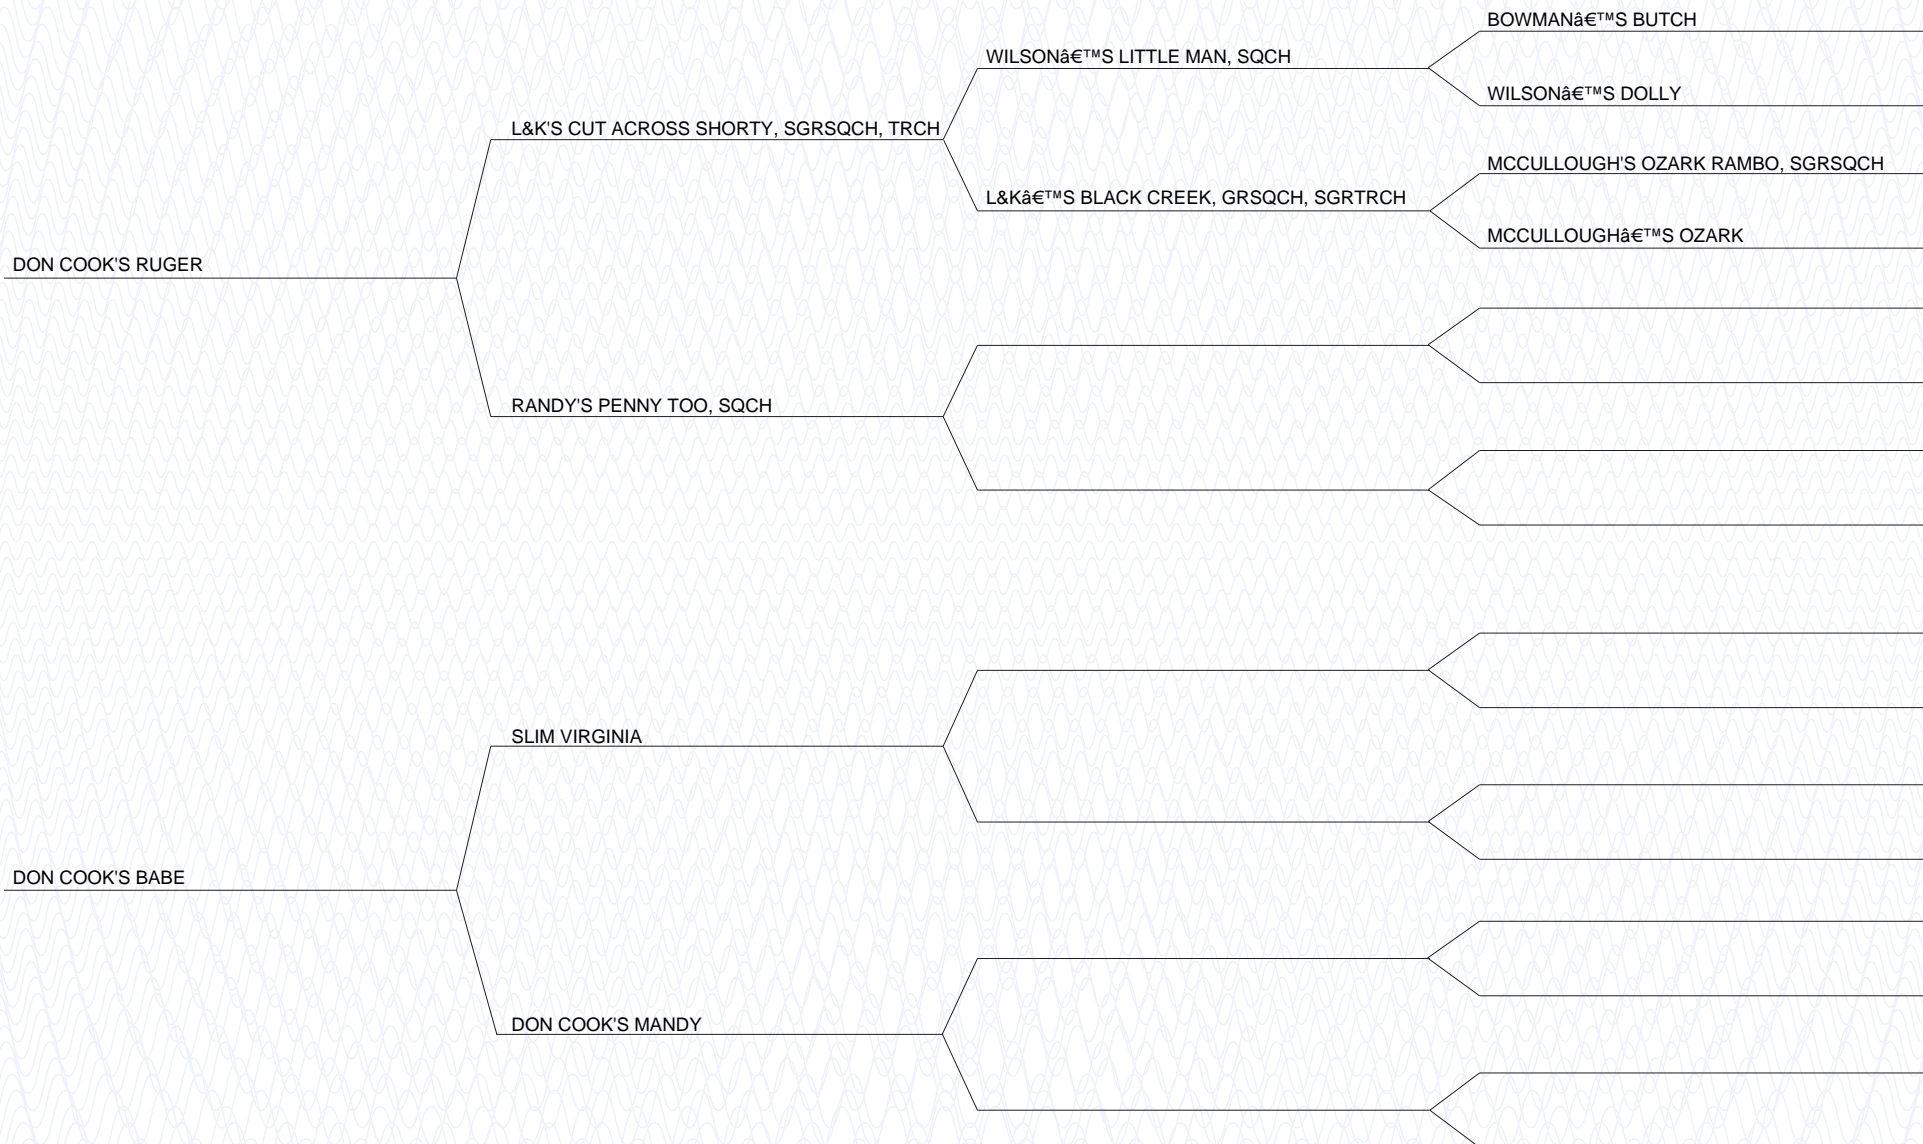 BOWMANâ€™S BUTCH
WILSONâ€™S LITTLE MAN, SQCH
WILSONâ€™S DOLLY
L&K'S CUT ACROSS SHORTY, SGRSQCH, TRCH
MCCULLOUGH'S OZARK RAMBO, SGRSQCH
L&Kâ€™S BLACK CREEK, GRSQCH, SGRTRCH
MCCULLOUGHâ€™S OZARK
DON COOK'S RUGER
RANDY'S PENNY TOO, SQCH
SLIM VIRGINIA
DON COOK'S BABE
DON COOK'S MANDY